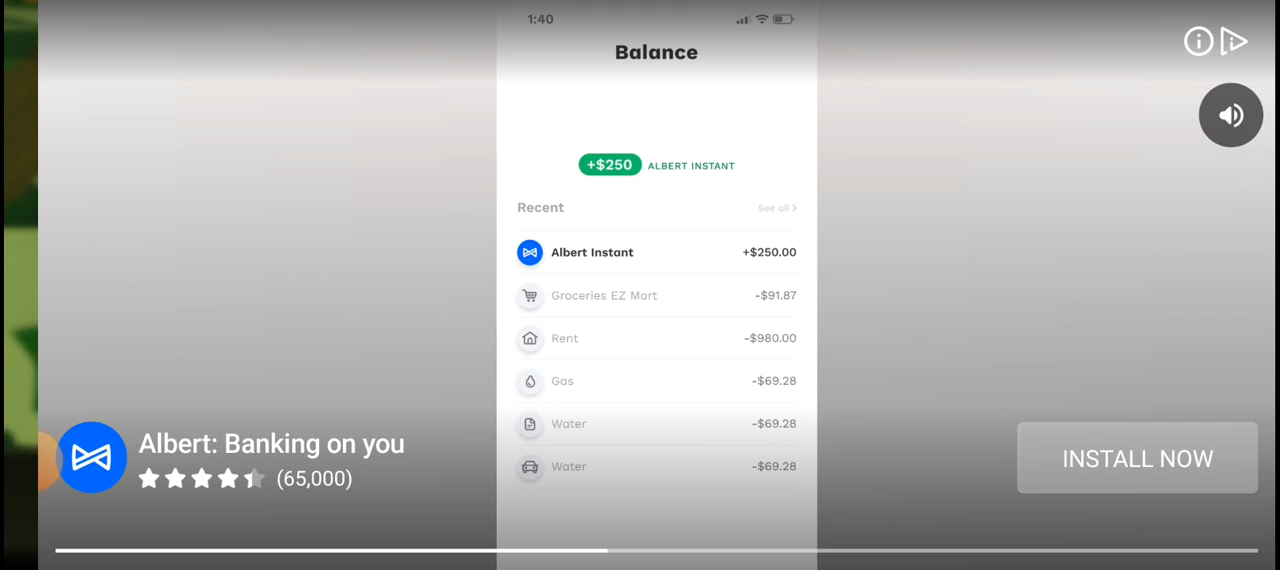 1:40
Balance
+$250 ALBERT INSTANT
Recent See all >
Albert Instant +$250.00
Groceries EZ Mart -$91.87
Rent -$980.00
Gas -$69.28
Water -$69.28
Water -$69.28
Albert: Banking on you
(65,000)
INSTALL NOW